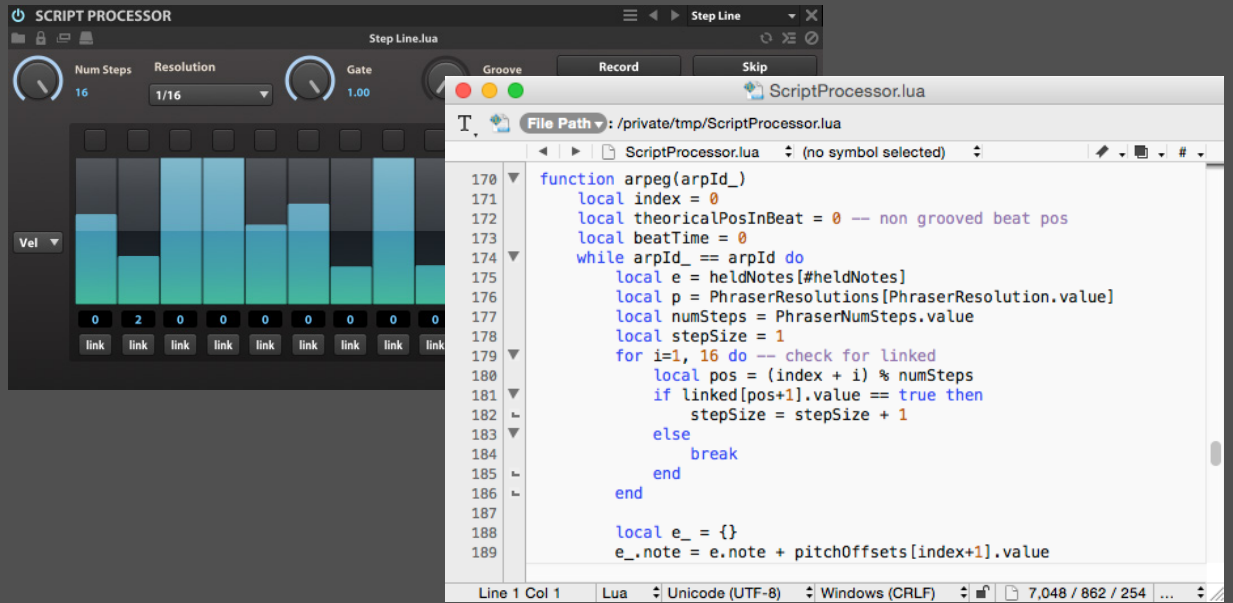 SCRIPT PROCESSOR
Step Line
Step Line.lua
Num Steps
16
Resolution
1/16
Gate
1.00
Groove
Record
Skip
Vel
0 2 0 0 0 0 0 0 0
link link link link link link link link link
ScriptProcessor.lua
File Path : /private/tmp/ScriptProcessor.lua
ScriptProcessor.lua (no symbol selected) #
170 function arpeg(arpId_)
171 local index = 0
172 local theoricalPosInBeat = 0 -- non grooved beat pos
173 local beatTime = 0
174 while arpId_ == arpId do
175 local e = heldNotes[#heldNotes]
176 local p = PhraserResolutions[PhraserResolution.value]
177 local numSteps = PhraserNumSteps.value
178 local stepSize = 1
179 for i=1, 16 do -- check for linked
180 local pos = (index + i) % numSteps
181 if linked[pos+1].value == true then
182 stepSize = stepSize + 1
183 else
184 break
185 end
186 end
187
188 local e_ = {}
189 e_.note = e.note + pitchOffsets[index+1].value
Line 1 Col 1 Lua Unicode (UTF-8) Windows (CRLF) 7,048 / 862 / 254 ...